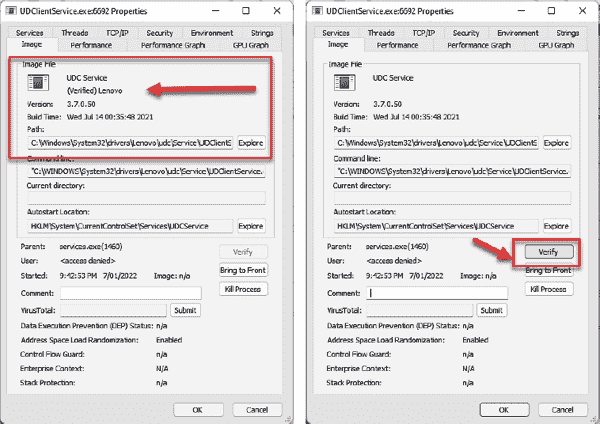 UDClientService.exe:6692 Properties
Services Threads TCP/IP Security Environment Strings
Image Performance Performance Graph GPU Graph
Image File
UDC Service
(Verified) Lenovo
Version: 3.7.0.50
Build Time: Wed Jul 14 00:35:48 2021
Path:
C:\Windows\System32\drivers\Lenovo\udc\Service\UDClientS Explore
Command line:
"C:\WINDOWS\System32\drivers\Lenovo\udc\Service\UDClientService.
Current directory:
Autostart Location:
HKLM\System\CurrentControlSet\Services\UDCService Explore
Parent: services.exe(1460) Verify
User: <access denied> Bring to Front
Started: 9:42:53 PM 7/01/2022 Image: n/a
Comment: Kill Process
VirusTotal: Submit
Data Execution Prevention (DEP) Status: n/a
Address Space Load Randomization: Enabled
Control Flow Guard: n/a
Enterprise Context: N/A
Stack Protection: n/a
OK Cancel
UDClientService.exe:6692 Properties
Services Threads TCP/IP Security Environment Strings
Image Performance Performance Graph GPU Graph
Image File
UDC Service
Version: 3.7.0.50
Build Time: Wed Jul 14 00:35:48 2021
Path:
C:\Windows\System32\drivers\Lenovo\udc\Service\UDClientS Explore
Command line:
"C:\WINDOWS\System32\drivers\Lenovo\udc\Service\UDClientService.
Current directory:
Autostart Location:
HKLM\System\CurrentControlSet\Services\UDCService Explore
Parent: services.exe(1460) Verify
User: <access denied> Bring to Front
Started: 9:42:53 PM 7/01/2022 Image: n/a
Comment: Kill Process
VirusTotal: Submit
Data Execution Prevention (DEP) Status: n/a
Address Space Load Randomization: Enabled
Control Flow Guard: n/a
Enterprise Context: N/A
Stack Protection: n/a
OK Cancel